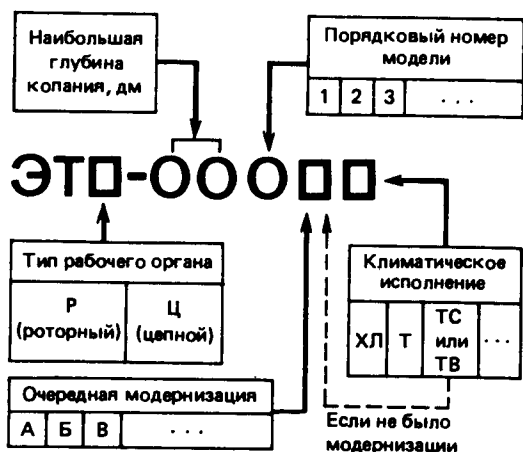 Наибольшая
глубина
копания, дм
Порядковый номер
модели
1 2 3 ...
ЭТ□-ООО□□
Тип рабочего органа
Р
(роторный)
Ц
(цепной)
Климатическое
исполнение
ХЛ Т ТС
или
ТВ ...
Очередная модернизация
А Б В ...
Если не было
модернизации